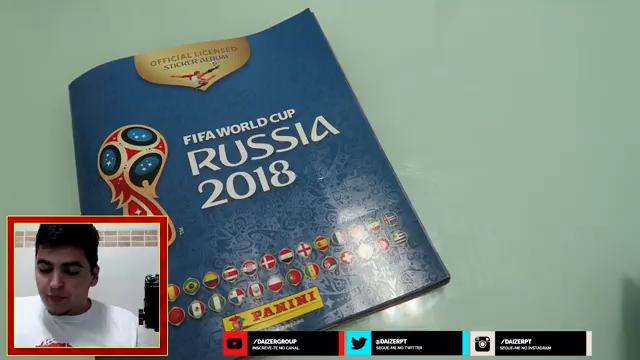 OFFICIAL LICENSED
STICKER ALBUM
FIFA WORLD CUP
RUSSIA
2018
PANINI
/DAIZERGROUP
INSCREVE-TE NO CANAL
@DAIZERPT
SEGUE-ME NO TWITTER
/DAIZERPT
SEGUE-ME NO INSTAGRAM